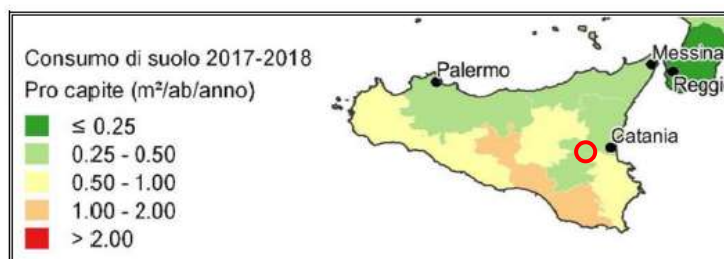 Consumo di suolo 2017-2018
Pro capite (m²/ab/anno)
≤ 0.25
0.25 - 0.50
0.50 - 1.00
1.00 - 2.00
> 2.00
Palermo
Messina
Reggi
Catania